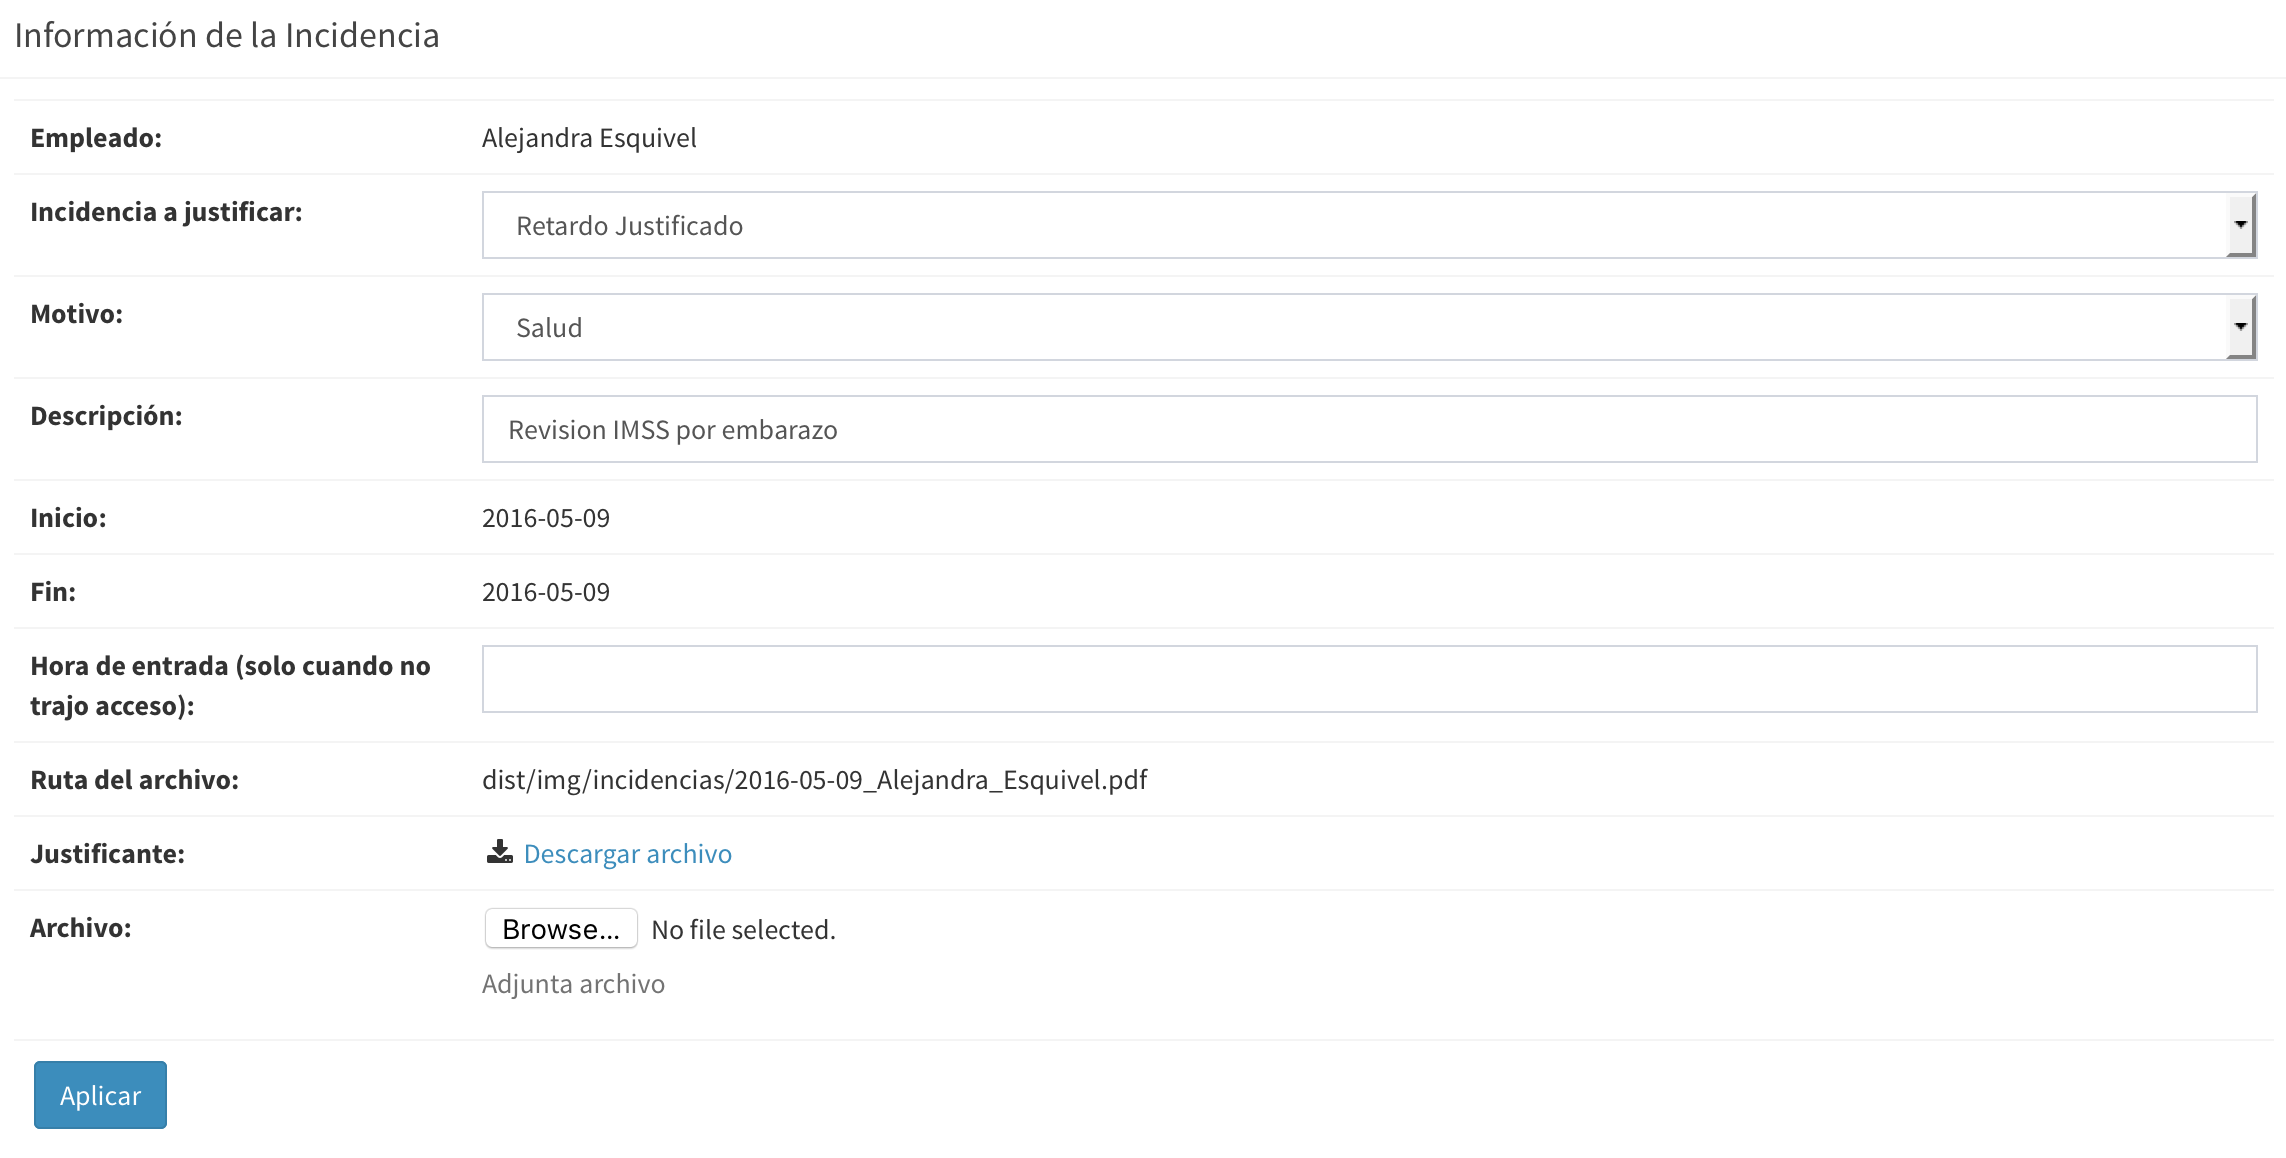 Información de la Incidencia
Empleado: Alejandra Esquivel
Incidencia a justificar: Retardo Justificado
Motivo: Salud
Descripción: Revision IMSS por embarazo
Inicio: 2016-05-09
Fin: 2016-05-09
Hora de entrada (solo cuando no
trajo acceso):
Ruta del archivo: dist/img/incidencias/2016-05-09_Alejandra_Esquivel.pdf
Justificante: Descargar archivo
Archivo: Browse... No file selected.
Adjunta archivo
Aplicar